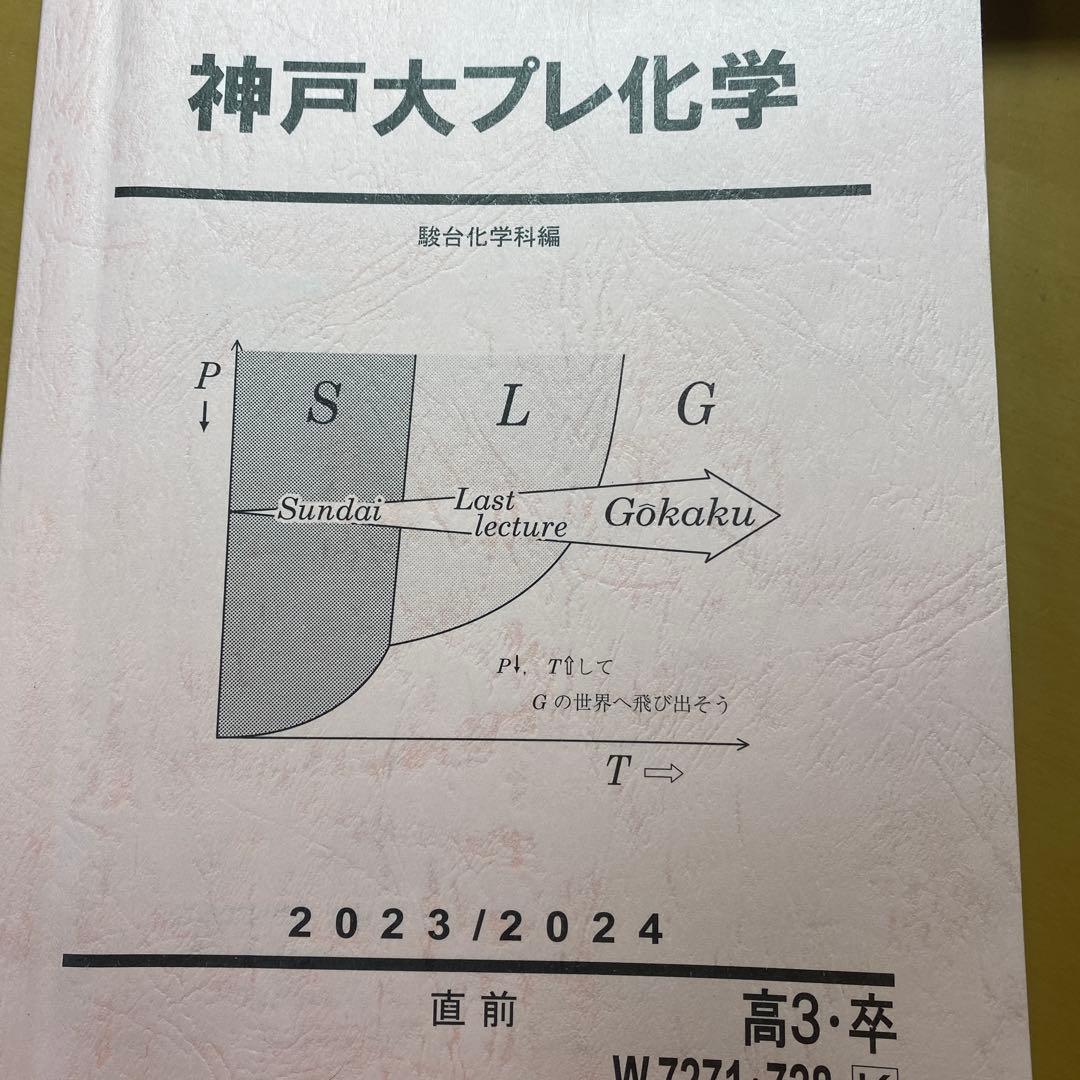 神戸大プレ化学
駿台化学科編
P
↓
S L G
Sundai Last lecture Gōkaku
P↓, T⇧して
Gの世界へ飛び出そう
T ⇨
2023/2024
直前
高3・卒